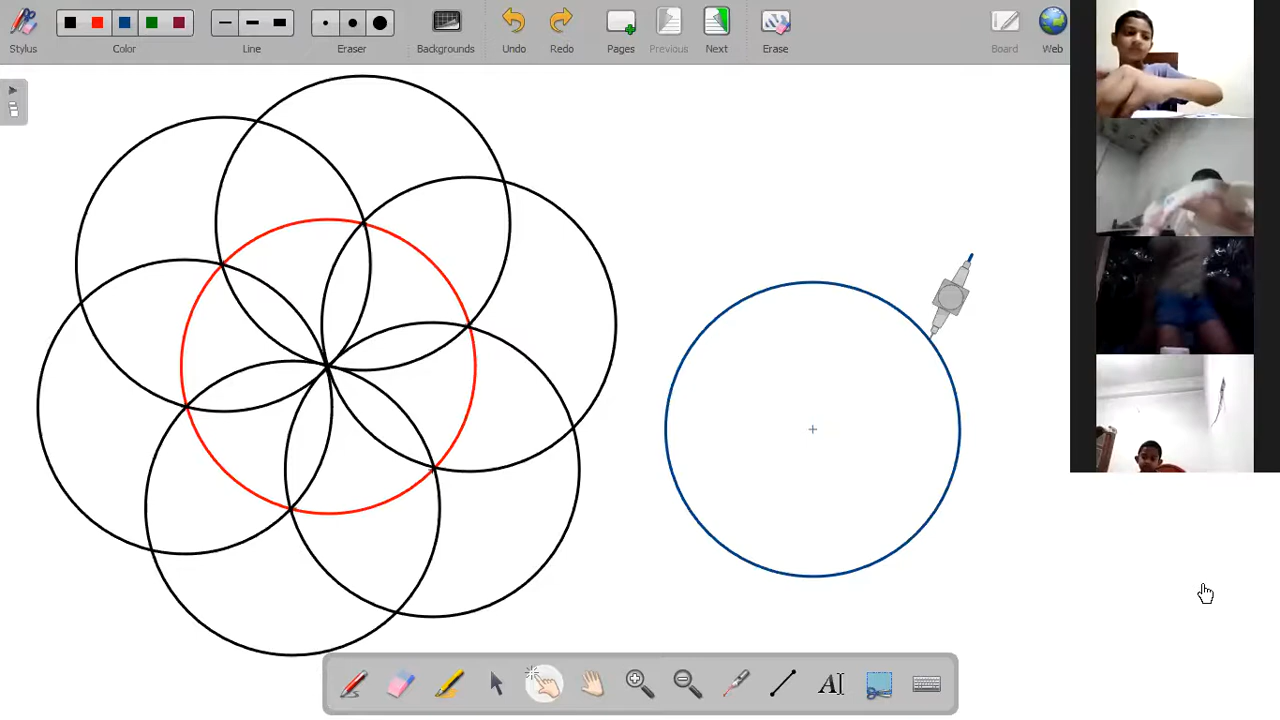 Stylus
Color
Line
Eraser
Backgrounds
Undo
Redo
Pages
Previous
Next
Erase
Board
Web